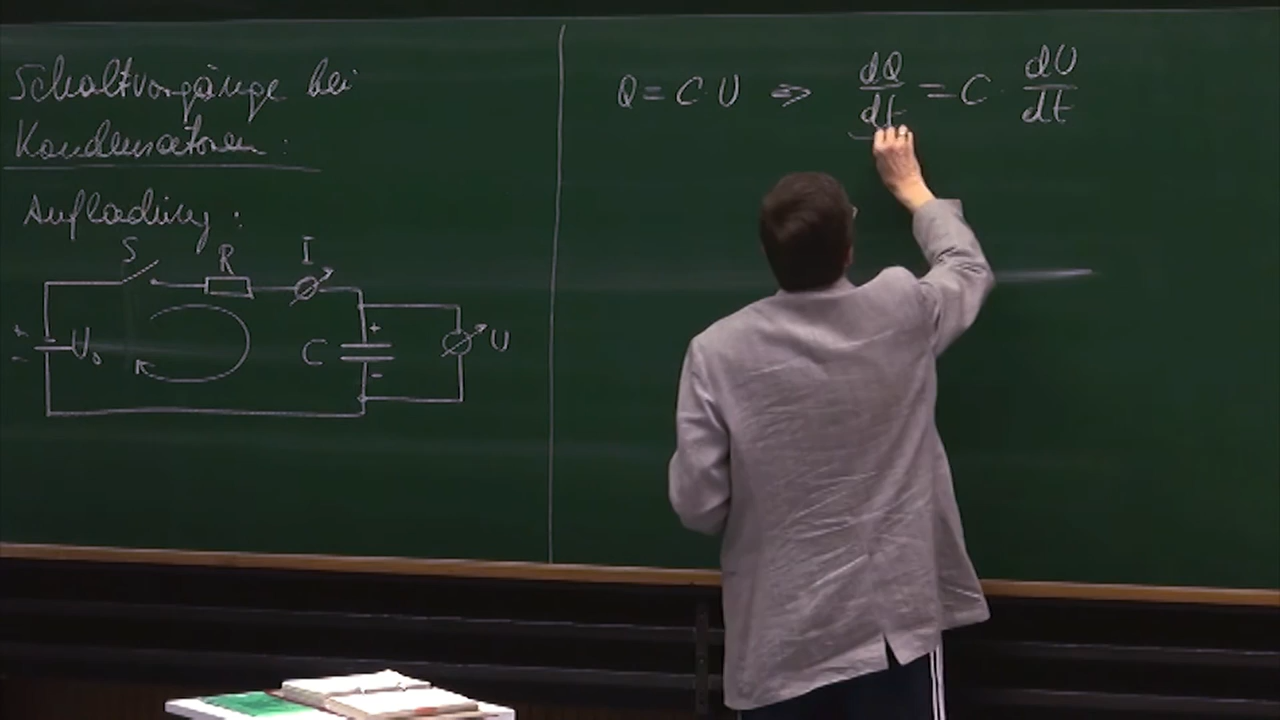 Schaltvorgänge bei
Kondensatoren:
Aufladung:
S
R
I
+
-
U₀
C
+
-
U
Q = C·U ⇒ dQ/dt = C · dU/dt